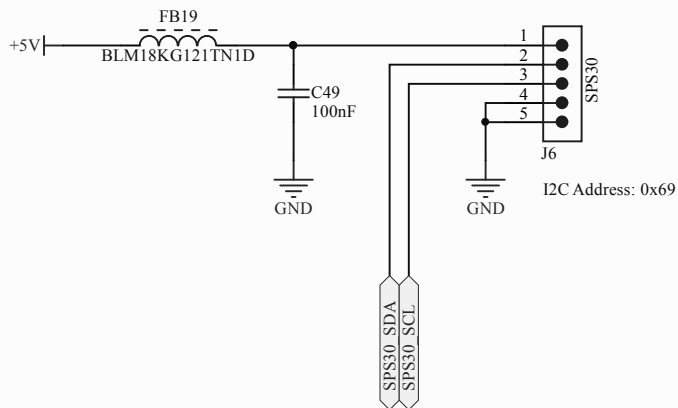 FB19
+5V
BLM18KG121TN1D
C49
100nF
GND
1
2
3
4
5
SPS30
J6
GND
I2C Address: 0x69
SPS30 SDA
SPS30 SCL